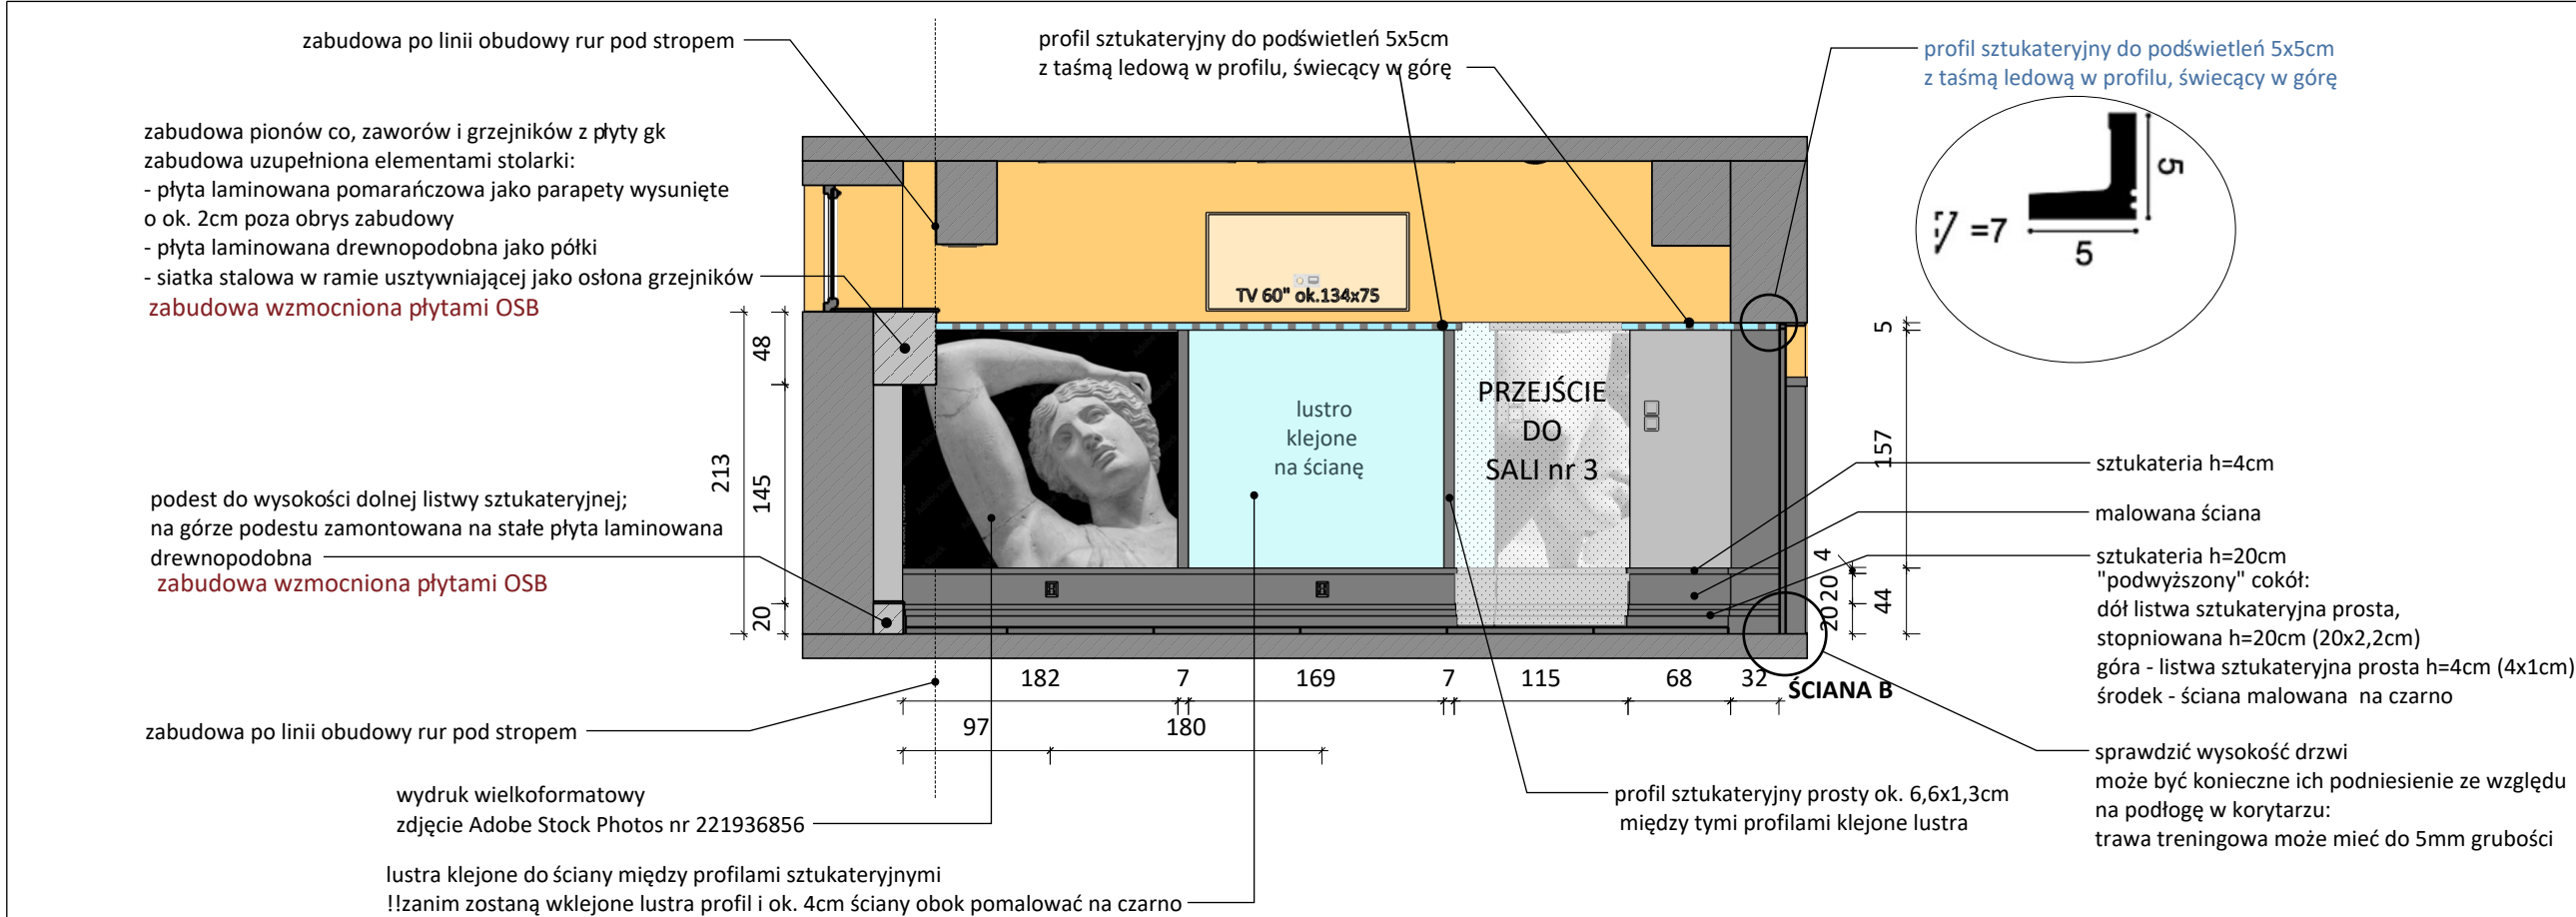 zabudowa po linii obudowy rur pod stropem
profil sztukateryjny do podświetleń 5x5cm
z taśmą ledową w profilu, świecący w górę
profil sztukateryjny do podświetleń 5x5cm
z taśmą ledową w profilu, świecący w górę
zabudowa pionów co, zaworów i grzejników z płyty gk
zabudowa uzupełniona elementami stolarki:
- płyta laminowana pomarańczowa jako parapety wysunięte
o ok. 2cm poza obrys zabudowy
- płyta laminowana drewnopodobna jako półki
- siatka stalowa w ramie usztywniającej jako osłona grzejników
zabudowa wzmocniona płytami OSB
5
=7
5
TV 60" ok.134x75
213
48
145
20
lustro
klejone
na ścianę
PRZEJŚCIE
DO
SALI nr 3
5
157
4
20
20
44
podest do wysokości dolnej listwy sztukateryjnej;
na górze podestu zamontowana na stałe płyta laminowana
drewnopodobna
zabudowa wzmocniona płytami OSB
sztukateria h=4cm
malowana ściana
sztukateria h=20cm
"podwyższony" cokół:
dół listwa sztukateryjna prosta,
stopniowana h=20cm (20x2,2cm)
góra - listwa sztukateryjna prosta h=4cm (4x1cm)
środek - ściana malowana na czarno
182 7 169 7 115 68 32
ŚCIANA B
97 180
zabudowa po linii obudowy rur pod stropem
sprawdzić wysokość drzwi
może być konieczne ich podniesienie ze względu
na podłogę w korytarzu:
trawa treningowa może mieć do 5mm grubości
wydruk wielkoformatowy
zdjęcie Adobe Stock Photos nr 221936856
profil sztukateryjny prosty ok. 6,6x1,3cm
między tymi profilami klejone lustra
lustra klejone do ściany między profilami sztukateryjnymi
!!zanim zostaną wklejone lustra profil i ok. 4cm ściany obok pomalować na czarno